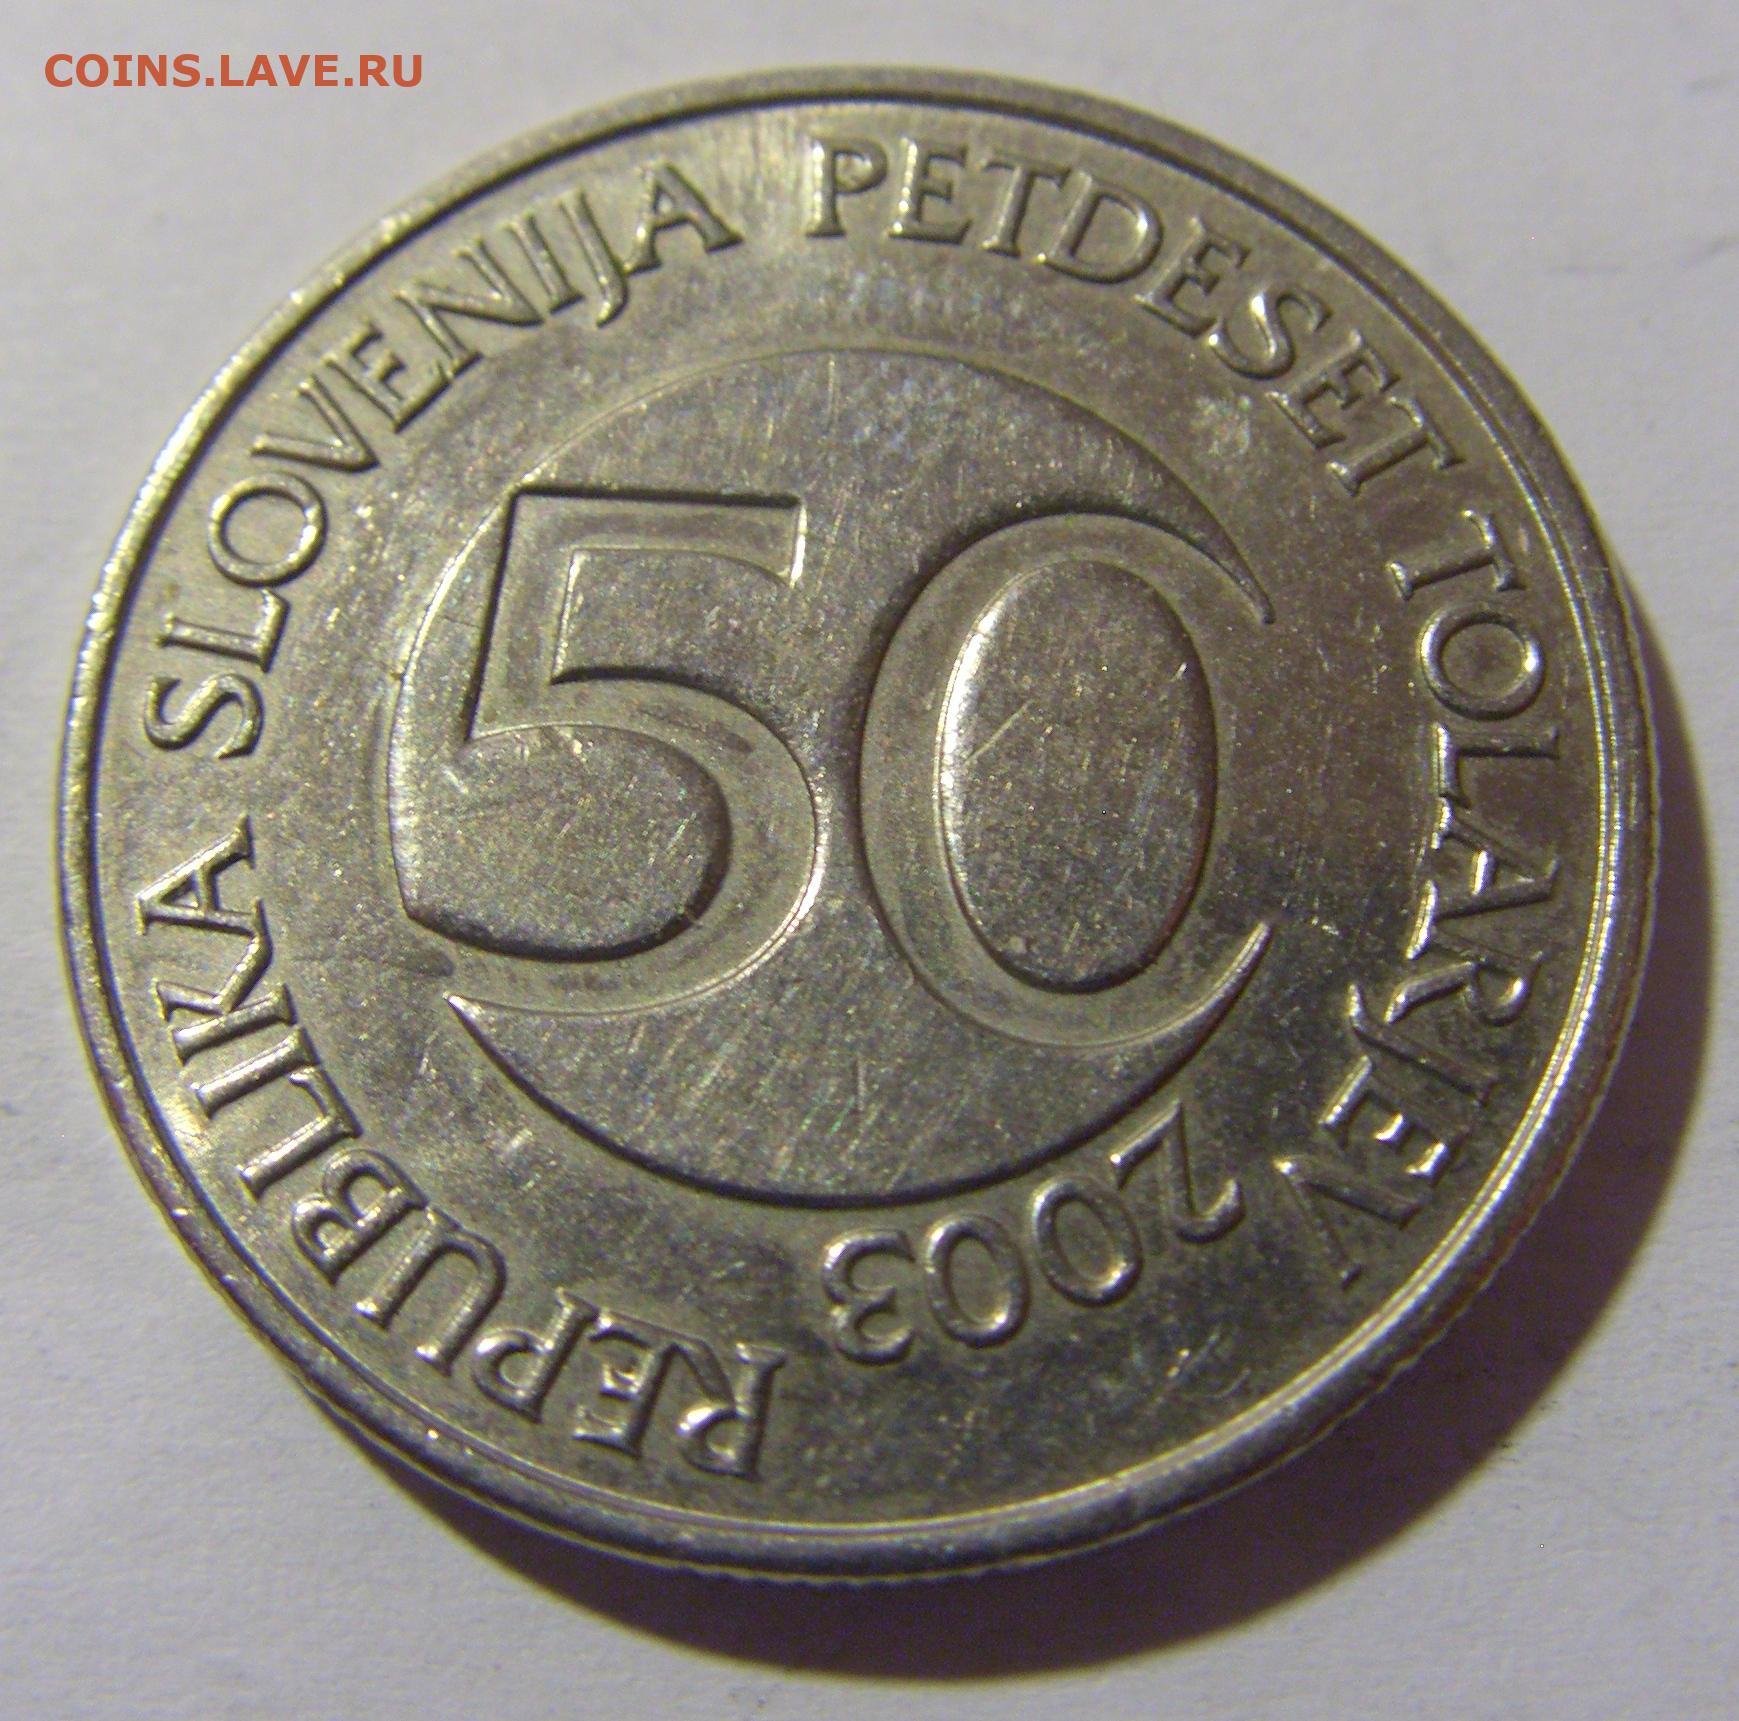 COINS.LAVE.RU
REPUBLIKA SLOVENIJA PETDESET TOLARJEV 2003
50